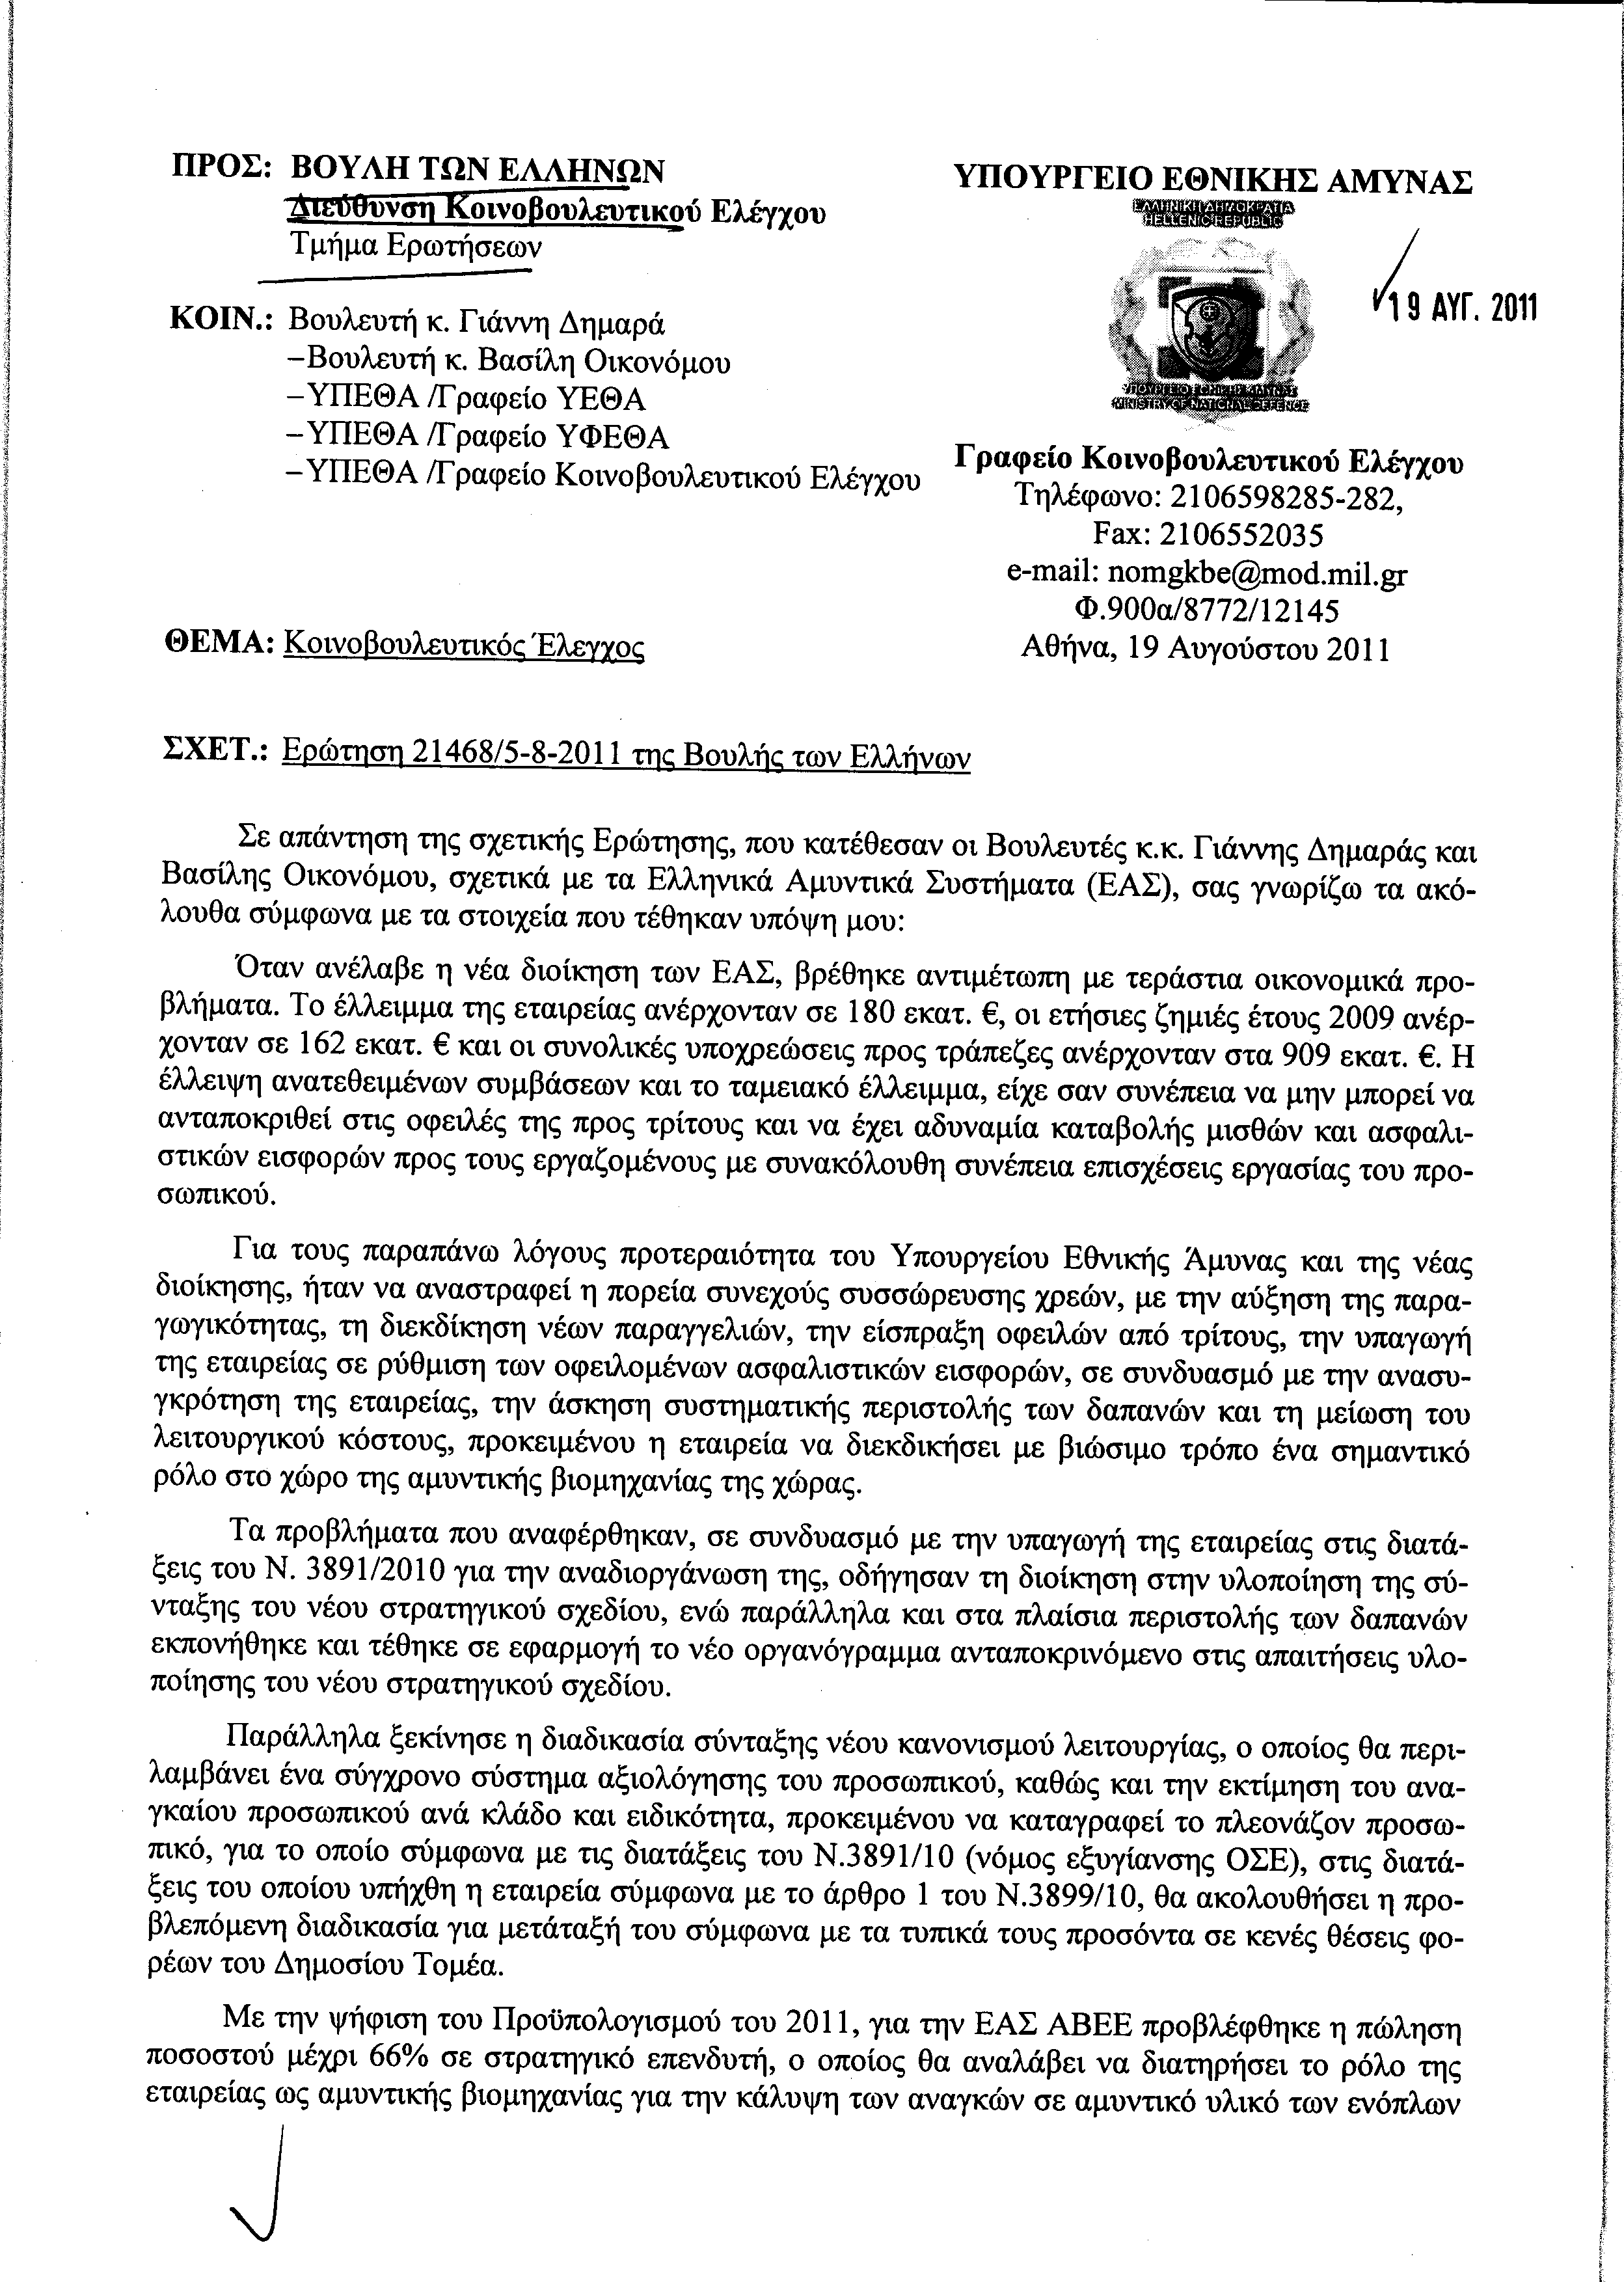 ΠΡΟΣ: ΒΟΥΛΗ ΤΩΝ ΕΛΛΗΝΩΝ
Διεύθυνση Κοινοβουλευτικού Ελέγχου
Τμήμα Ερωτήσεων
ΚΟΙΝ.: Βουλευτή κ. Γιάννη Δημαρά
–Βουλευτή κ. Βασίλη Οικονόμου
–ΥΠΕΘΑ /Γραφείο ΥΕΘΑ
–ΥΠΕΘΑ /Γραφείο ΥΦΕΘΑ
–ΥΠΕΘΑ /Γραφείο Κοινοβουλευτικού Ελέγχου
ΥΠΟΥΡΓΕΙΟ ΕΘΝΙΚΗΣ ΑΜΥΝΑΣ
ΕΛΛΗΝΙΚΗ ΔΗΜΟΚΡΑΤΙΑ
HELLENIC REPUBLIC
19 ΑΥΓ. 2011
ΥΠΟΥΡΓΕΙΟ ΕΘΝΙΚΗΣ ΑΜΥΝΑΣ
MINISTRY OF NATIONAL DEFENCE
Γραφείο Κοινοβουλευτικού Ελέγχου
Τηλέφωνο: 2106598285-282,
Fax: 2106552035
e-mail: nomgkbe@mod.mil.gr
Φ.900α/8772/12145
Αθήνα, 19 Αυγούστου 2011
ΘΕΜΑ: Κοινοβουλευτικός Έλεγχος
ΣΧΕΤ.: Ερώτηση 21468/5-8-2011 της Βουλής των Ελλήνων
Σε απάντηση της σχετικής Ερώτησης, που κατέθεσαν οι Βουλευτές κ.κ. Γιάννης Δημαράς και
Βασίλης Οικονόμου, σχετικά με τα Ελληνικά Αμυντικά Συστήματα (ΕΑΣ), σας γνωρίζω τα ακό-
λουθα σύμφωνα με τα στοιχεία που τέθηκαν υπόψη μου:
Όταν ανέλαβε η νέα διοίκηση των ΕΑΣ, βρέθηκε αντιμέτωπη με τεράστια οικονομικά προ-
βλήματα. Το έλλειμμα της εταιρείας ανέρχονταν σε 180 εκατ. €, οι ετήσιες ζημιές έτους 2009 ανέρ-
χονταν σε 162 εκατ. € και οι συνολικές υποχρεώσεις προς τράπεζες ανέρχονταν στα 909 εκατ. €. Η
έλλειψη ανατεθειμένων συμβάσεων και το ταμειακό έλλειμμα, είχε σαν συνέπεια να μην μπορεί να
ανταποκριθεί στις οφειλές της προς τρίτους και να έχει αδυναμία καταβολής μισθών και ασφαλι-
στικών εισφορών προς τους εργαζομένους με συνακόλουθη συνέπεια επισχέσεις εργασίας του προ-
σωπικού.
Για τους παραπάνω λόγους προτεραιότητα του Υπουργείου Εθνικής Άμυνας και της νέας
διοίκησης, ήταν να αναστραφεί η πορεία συνεχούς συσσώρευσης χρεών, με την αύξηση της παρα-
γωγικότητας, τη διεκδίκηση νέων παραγγελιών, την είσπραξη οφειλών από τρίτους, την υπαγωγή
της εταιρείας σε ρύθμιση των οφειλομένων ασφαλιστικών εισφορών, σε συνδυασμό με την ανασυ-
γκρότηση της εταιρείας, την άσκηση συστηματικής περιστολής των δαπανών και τη μείωση του
λειτουργικού κόστους, προκειμένου η εταιρεία να διεκδικήσει με βιώσιμο τρόπο ένα σημαντικό
ρόλο στο χώρο της αμυντικής βιομηχανίας της χώρας.
Τα προβλήματα που αναφέρθηκαν, σε συνδυασμό με την υπαγωγή της εταιρείας στις διατά-
ξεις του Ν. 3891/2010 για την αναδιοργάνωση της, οδήγησαν τη διοίκηση στην υλοποίηση της σύ-
νταξης του νέου στρατηγικού σχεδίου, ενώ παράλληλα και στα πλαίσια περιστολής των δαπανών
εκπονήθηκε και τέθηκε σε εφαρμογή το νέο οργανόγραμμα ανταποκρινόμενο στις απαιτήσεις υλο-
ποίησης του νέου στρατηγικού σχεδίου.
Παράλληλα ξεκίνησε η διαδικασία σύνταξης νέου κανονισμού λειτουργίας, ο οποίος θα περι-
λαμβάνει ένα σύγχρονο σύστημα αξιολόγησης του προσωπικού, καθώς και την εκτίμηση του ανα-
γκαίου προσωπικού ανά κλάδο και ειδικότητα, προκειμένου να καταγραφεί το πλεονάζον προσω-
πικό, για το οποίο σύμφωνα με τις διατάξεις του Ν.3891/10 (νόμος εξυγίανσης ΟΣΕ), στις διατά-
ξεις του οποίου υπήχθη η εταιρεία σύμφωνα με το άρθρο 1 του Ν.3899/10, θα ακολουθήσει η προ-
βλεπόμενη διαδικασία για μετάταξή του σύμφωνα με τα τυπικά τους προσόντα σε κενές θέσεις φο-
ρέων του Δημοσίου Τομέα.
Με την ψήφιση του Προϋπολογισμού του 2011, για την ΕΑΣ ΑΒΕΕ προβλέφθηκε η πώληση
ποσοστού μέχρι 66% σε στρατηγικό επενδυτή, ο οποίος θα αναλάβει να διατηρήσει το ρόλο της
εταιρείας ως αμυντικής βιομηχανίας για την κάλυψη των αναγκών σε αμυντικό υλικό των ενόπλων